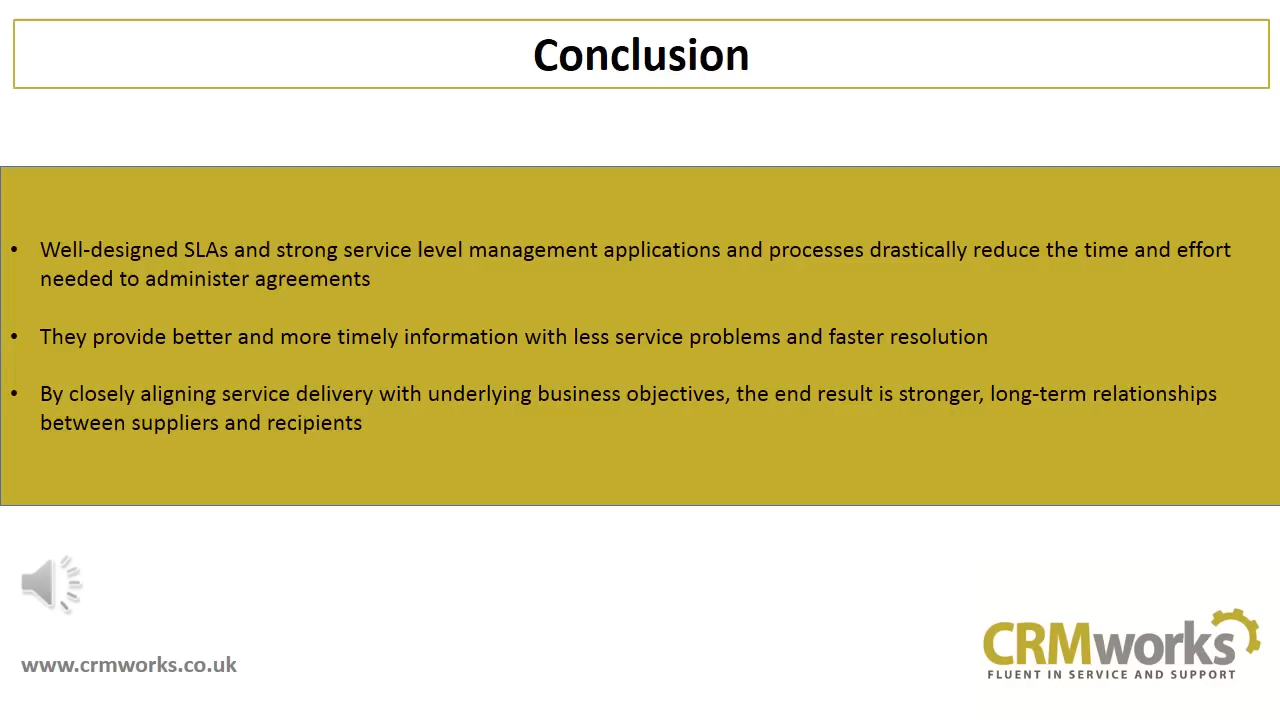 Conclusion
• Well-designed SLAs and strong service level management applications and processes drastically reduce the time and effort
needed to administer agreements
• They provide better and more timely information with less service problems and faster resolution
• By closely aligning service delivery with underlying business objectives, the end result is stronger, long-term relationships
between suppliers and recipients
www.crmworks.co.uk
CRMworks
FLUENT IN SERVICE AND SUPPORT